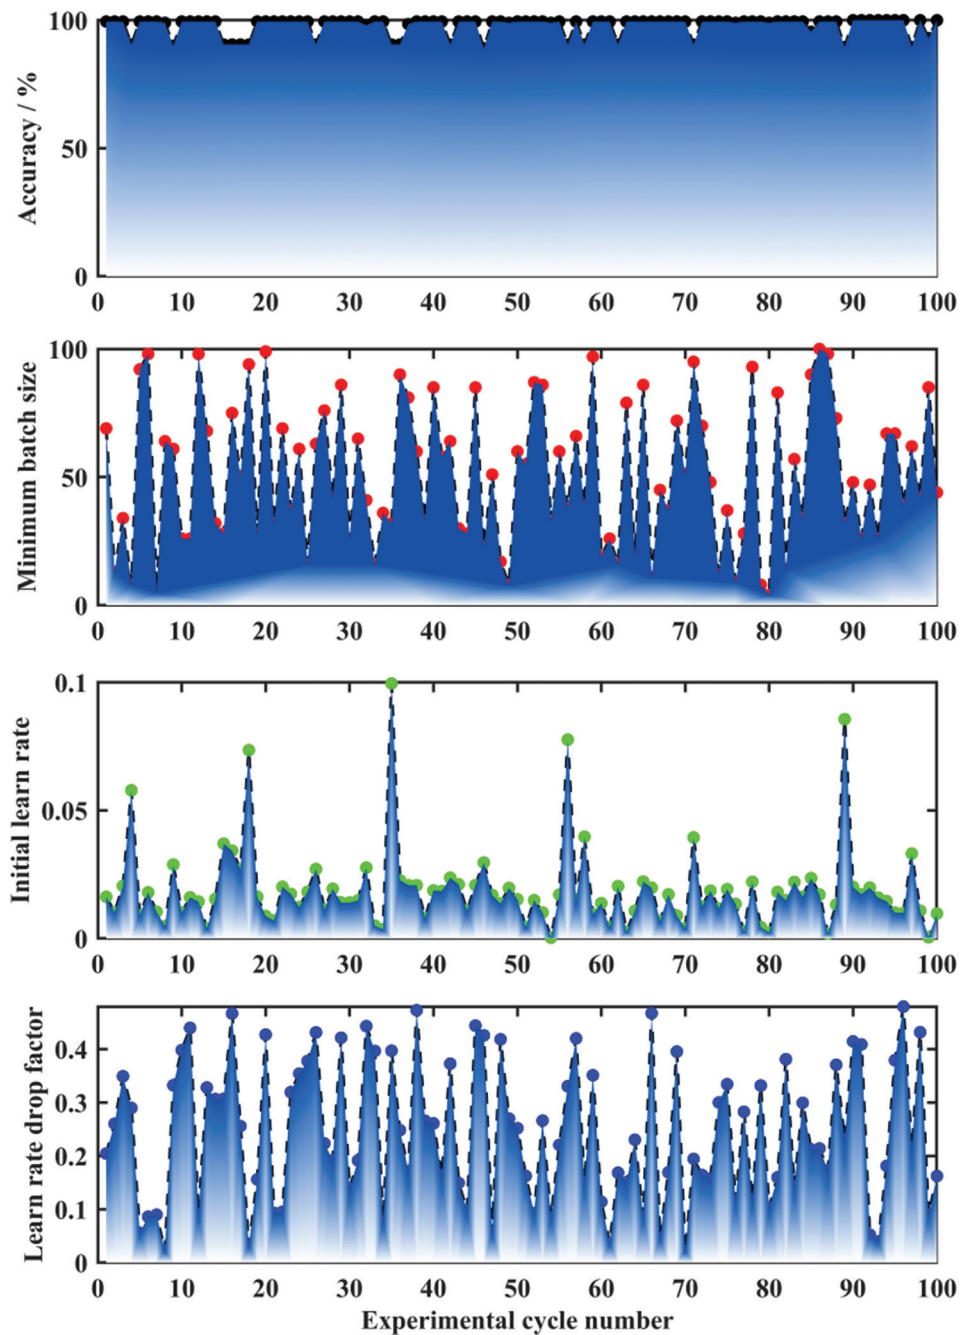 Accuracy / %
100
50
0
0 10 20 30 40 50 60 70 80 90 100
Minimum batch size
100
50
0
0 10 20 30 40 50 60 70 80 90 100
Initial learn rate
0.1
0.05
0
0 10 20 30 40 50 60 70 80 90 100
Learn rate drop factor
0.4
0.3
0.2
0.1
0
0 10 20 30 40 50 60 70 80 90 100
Experimental cycle number